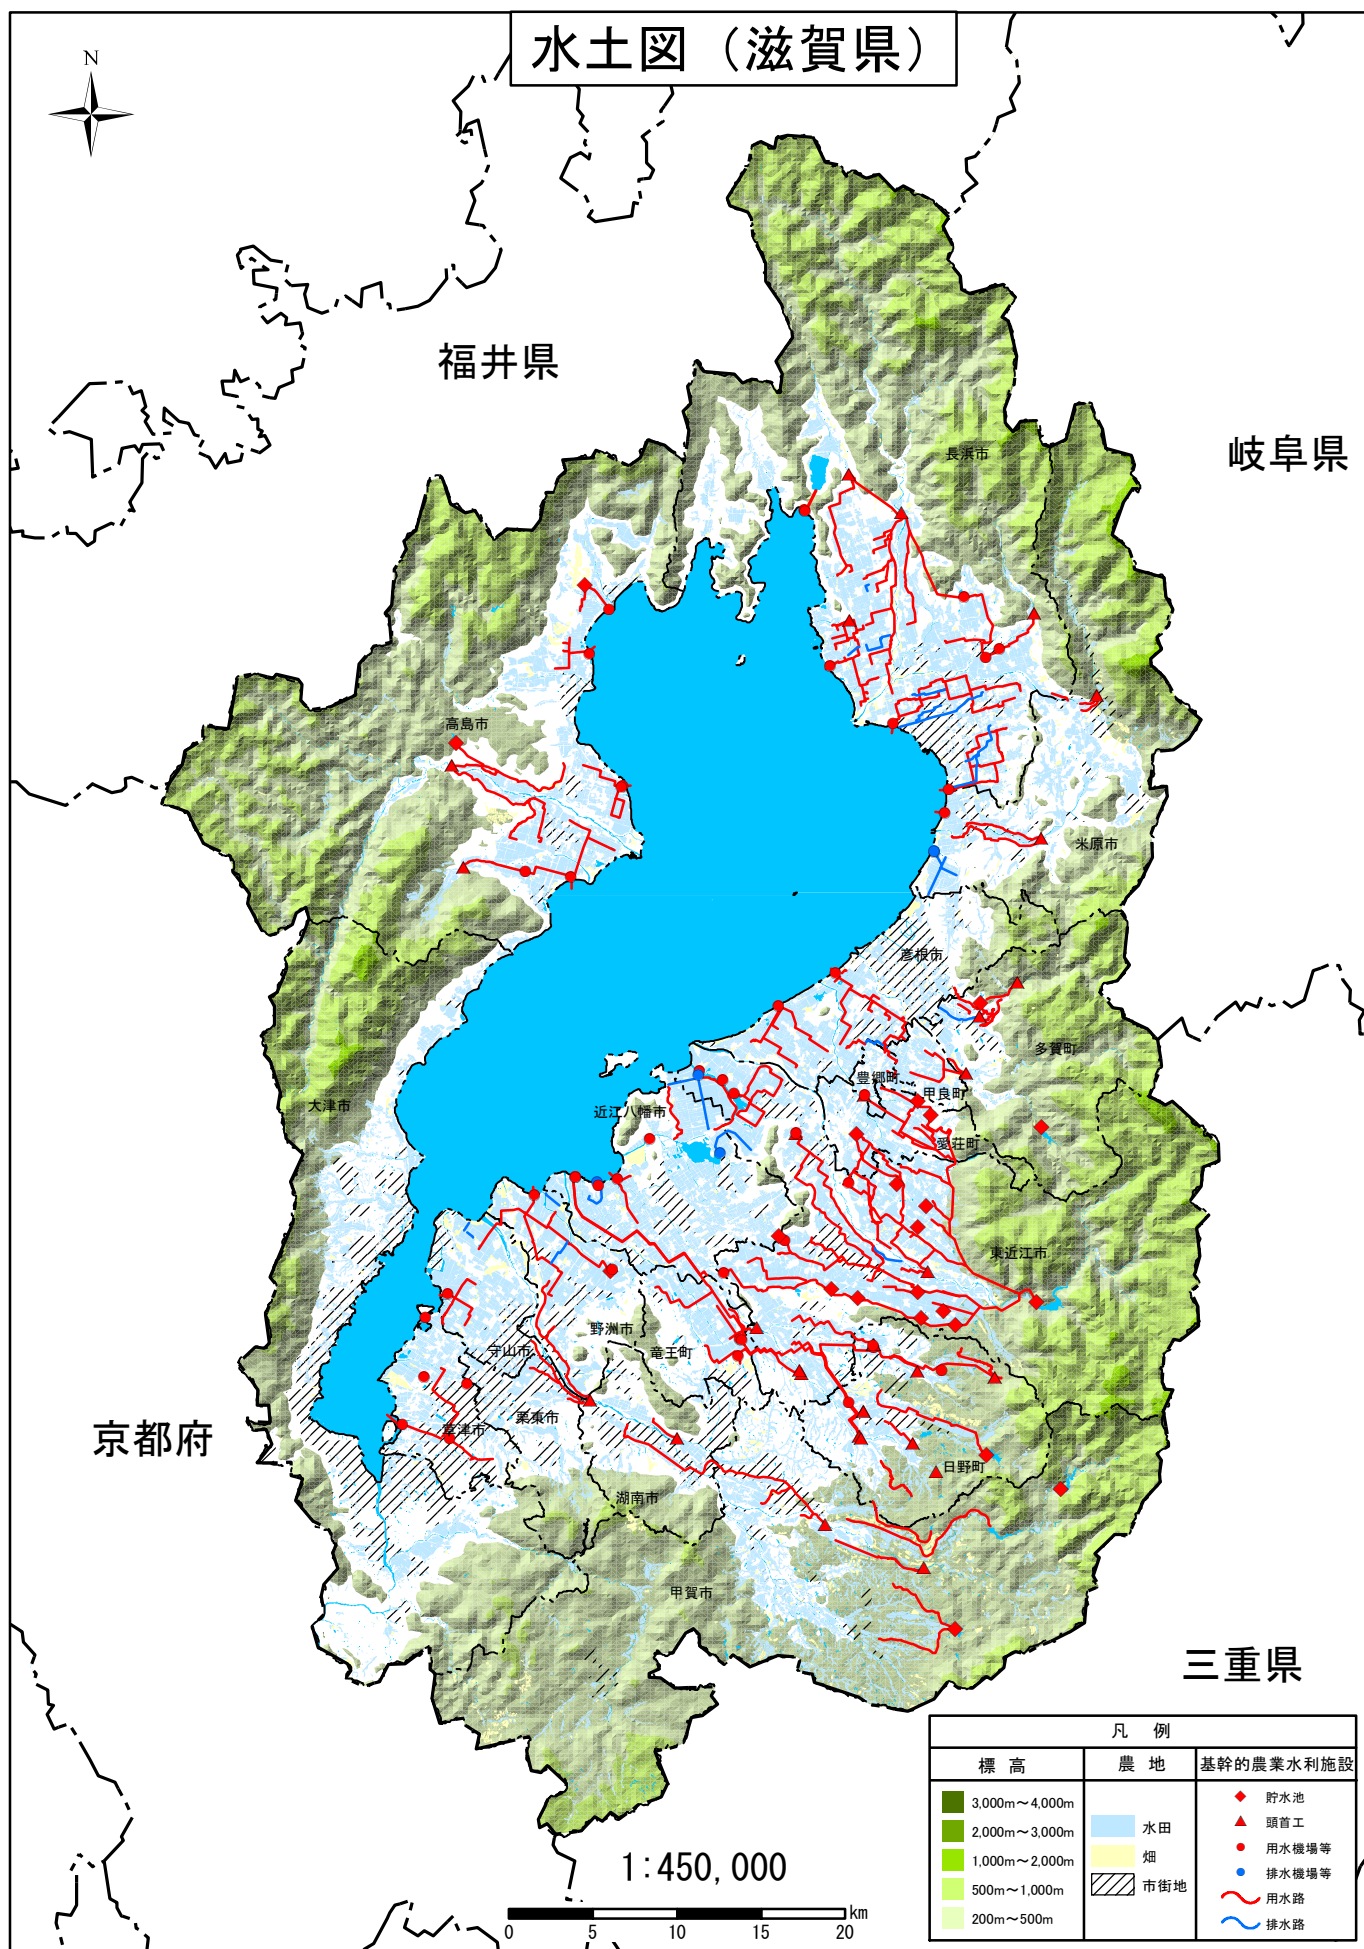 水土図（滋賀県）
N
福井県
岐阜県
長浜市
高島市
米原市
彦根市
多賀町
豊郷町
甲良町
大津市
近江八幡市
愛荘町
東近江市
野洲市
守山市
竜王町
京都府
草津市
栗東市
日野町
湖南市
甲賀市
三重県
凡 例
標 高
農 地
基幹的農業水利施設
3,000m～4,000m
2,000m～3,000m
1,000m～2,000m
500m～1,000m
200m～500m
水田
畑
市街地
貯水池
頭首工
用水機場等
排水機場等
用水路
排水路
1:450,000
0 5 10 15 20 km